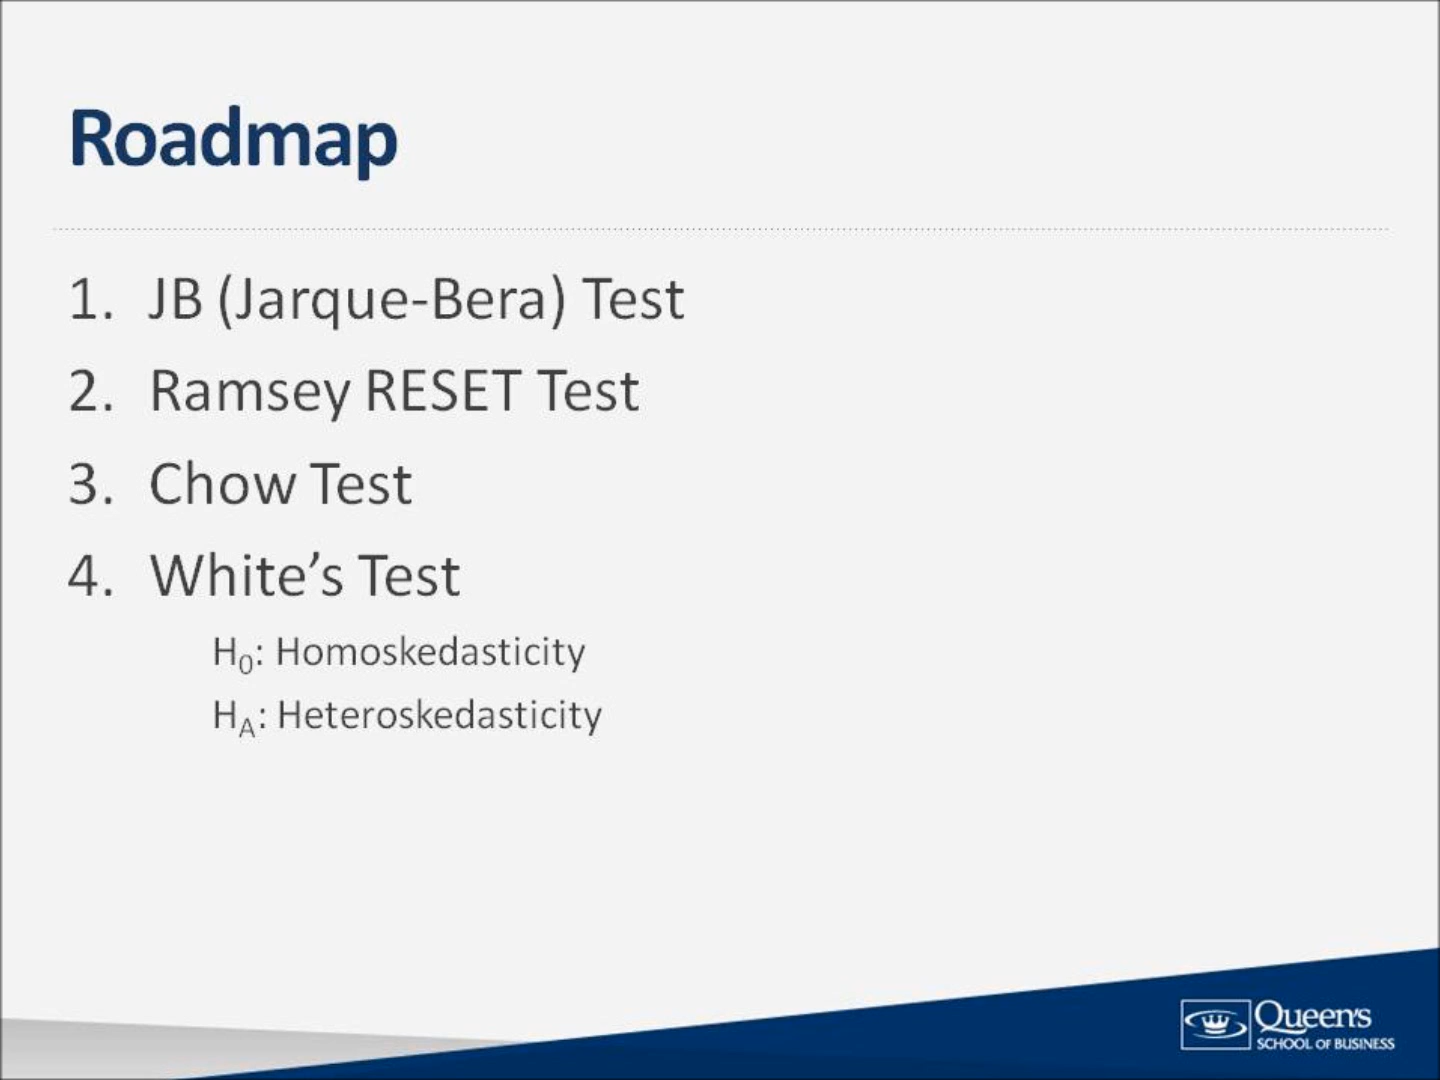 Roadmap
1. JB (Jarque-Bera) Test
2. Ramsey RESET Test
3. Chow Test
4. White’s Test
H₀: Homoskedasticity
Hₐ: Heteroskedasticity
Queen's
SCHOOL OF BUSINESS